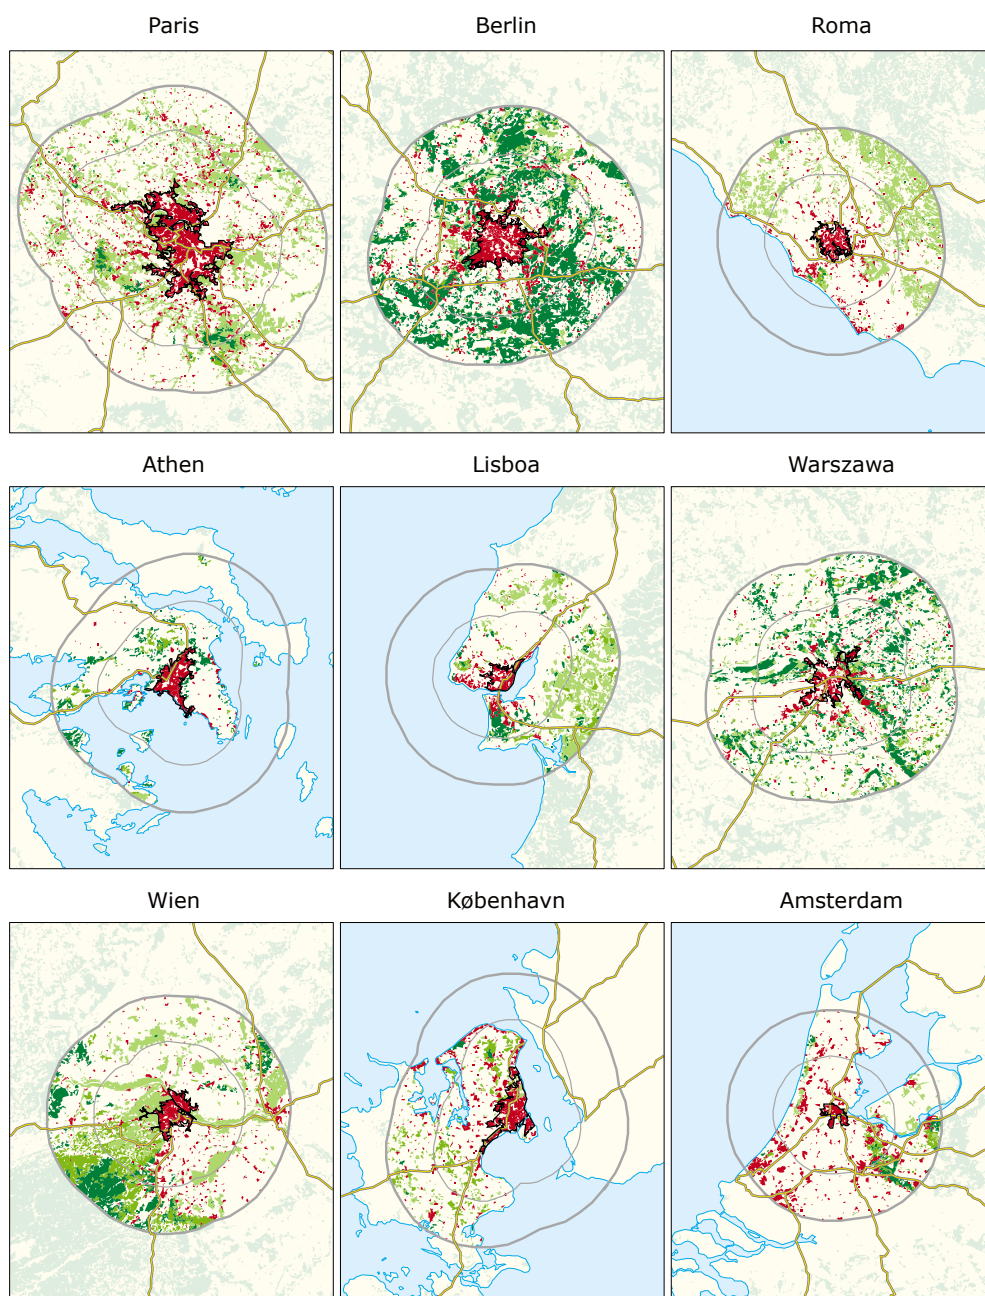 Paris
Berlin
Roma
Athen
Lisboa
Warszawa
Wien
København
Amsterdam